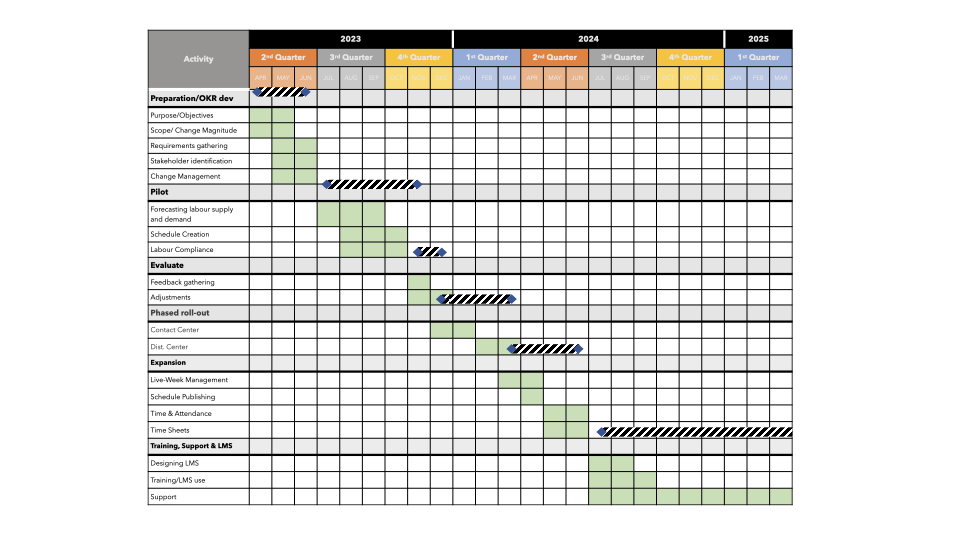 2023 2024 2025
Activity
2nd Quarter 3rd Quarter 4th Quarter 1st Quarter 2nd Quarter 3rd Quarter 4th Quarter 1st Quarter
APR MAY JUN JUL AUG SEP OCT NOV DEC JAN FEB MAR APR MAY JUN JUL AUG SEP OCT NOV DEC JAN FEB MAR
Preparation/OKR dev
Purpose/Objectives
Scope/ Change Magnitude
Requirements gathering
Stakeholder identification
Change Management
Pilot
Forecasting labour supply
and demand
Schedule Creation
Labour Compliance
Evaluate
Feedback gathering
Adjustments
Phased roll-out
Contact Center
Dist. Center
Expansion
Live-Week Management
Schedule Publishing
Time & Attendance
Time Sheets
Training, Support & LMS
Designing LMS
Training/LMS use
Support